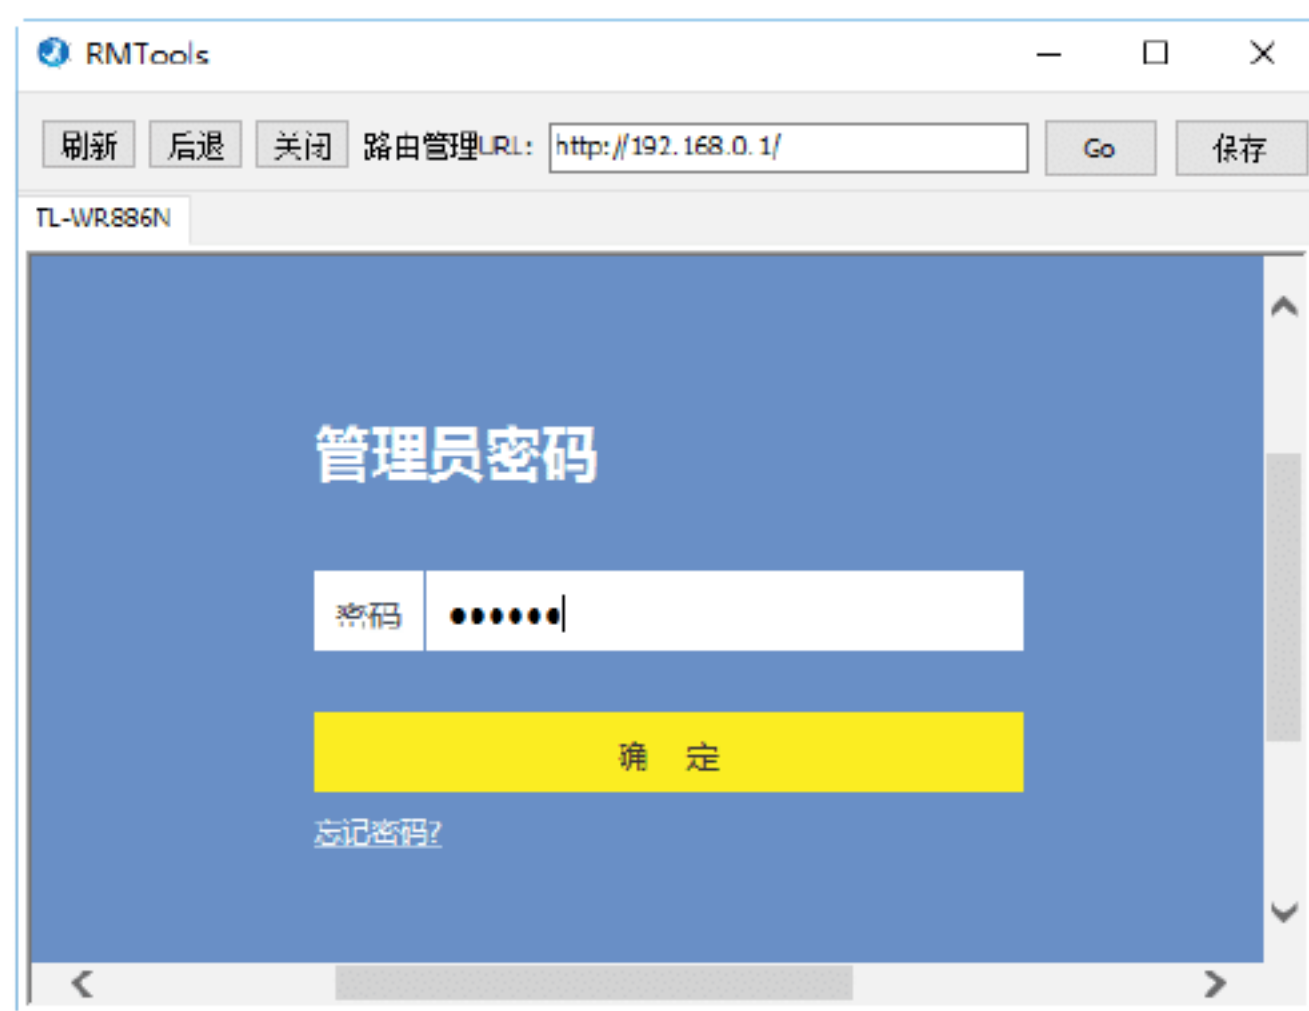 RMTools
刷新 后退 关闭 路由管理URL: http://192.168.0.1/ Go 保存
TL-WR886N
管理员密码
密码 ••••••
确 定
忘记密码?